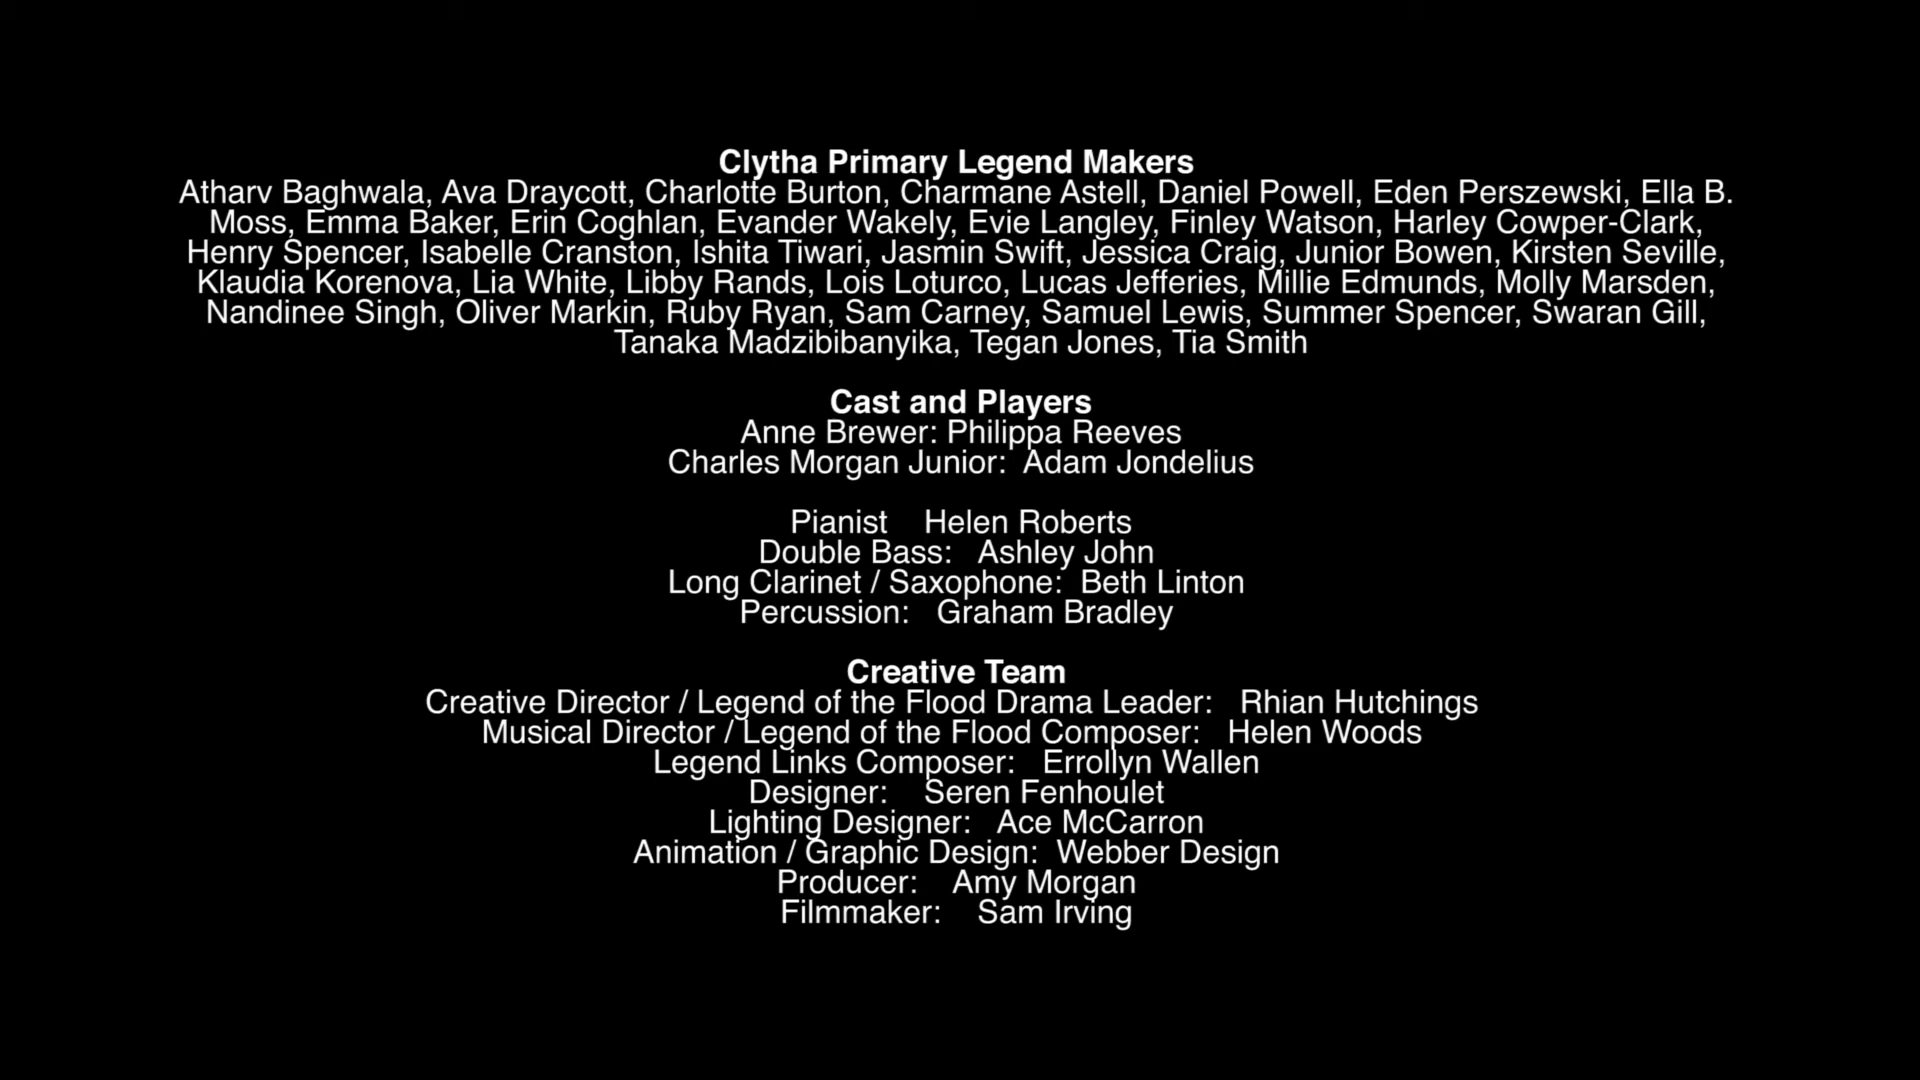 Clytha Primary Legend Makers
Atharv Baghwala, Ava Draycott, Charlotte Burton, Charmane Astell, Daniel Powell, Eden Perszewski, Ella B.
Moss, Emma Baker, Erin Coghlan, Evander Wakely, Evie Langley, Finley Watson, Harley Cowper-Clark,
Henry Spencer, Isabelle Cranston, Ishita Tiwari, Jasmin Swift, Jessica Craig, Junior Bowen, Kirsten Seville,
Klaudia Korenova, Lia White, Libby Rands, Lois Loturco, Lucas Jefferies, Millie Edmunds, Molly Marsden,
Nandinee Singh, Oliver Markin, Ruby Ryan, Sam Carney, Samuel Lewis, Summer Spencer, Swaran Gill,
Tanaka Madzibibanyika, Tegan Jones, Tia Smith
Cast and Players
Anne Brewer: Philippa Reeves
Charles Morgan Junior: Adam Jondelius
Pianist Helen Roberts
Double Bass: Ashley John
Long Clarinet / Saxophone: Beth Linton
Percussion: Graham Bradley
Creative Team
Creative Director / Legend of the Flood Drama Leader: Rhian Hutchings
Musical Director / Legend of the Flood Composer: Helen Woods
Legend Links Composer: Errollyn Wallen
Designer: Seren Fenhoulet
Lighting Designer: Ace McCarron
Animation / Graphic Design: Webber Design
Producer: Amy Morgan
Filmmaker: Sam Irving